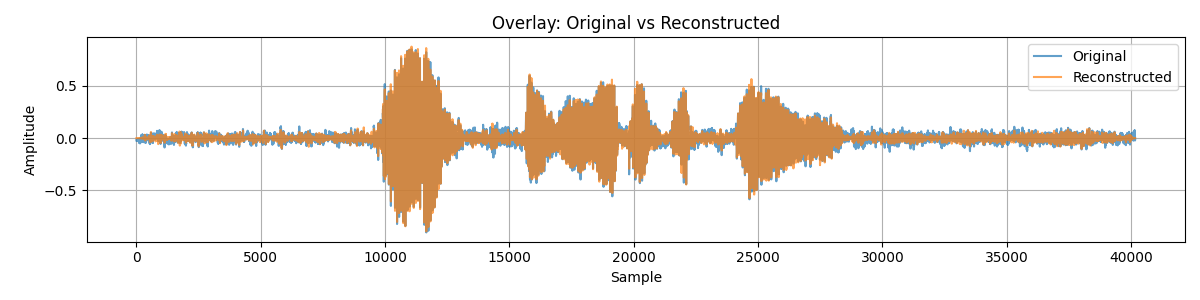 Overlay: Original vs Reconstructed
Original
Reconstructed
Amplitude
0.5
0.0
−0.5
0 5000 10000 15000 20000 25000 30000 35000 40000
Sample